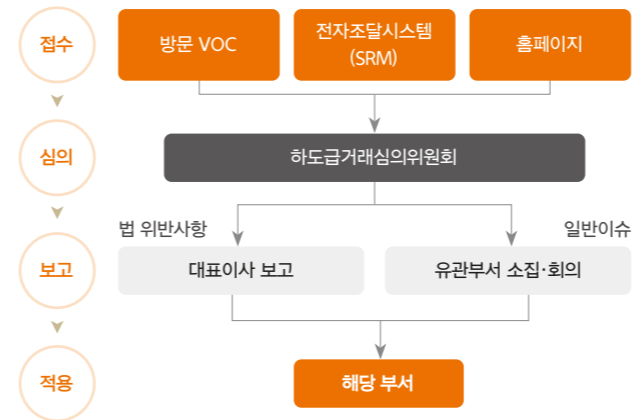 접수
방문 VOC
전자조달시스템
(SRM)
홈페이지
심의
하도급거래심의위원회
법 위반사항
일반이슈
보고
대표이사 보고
유관부서 소집·회의
적용
해당 부서